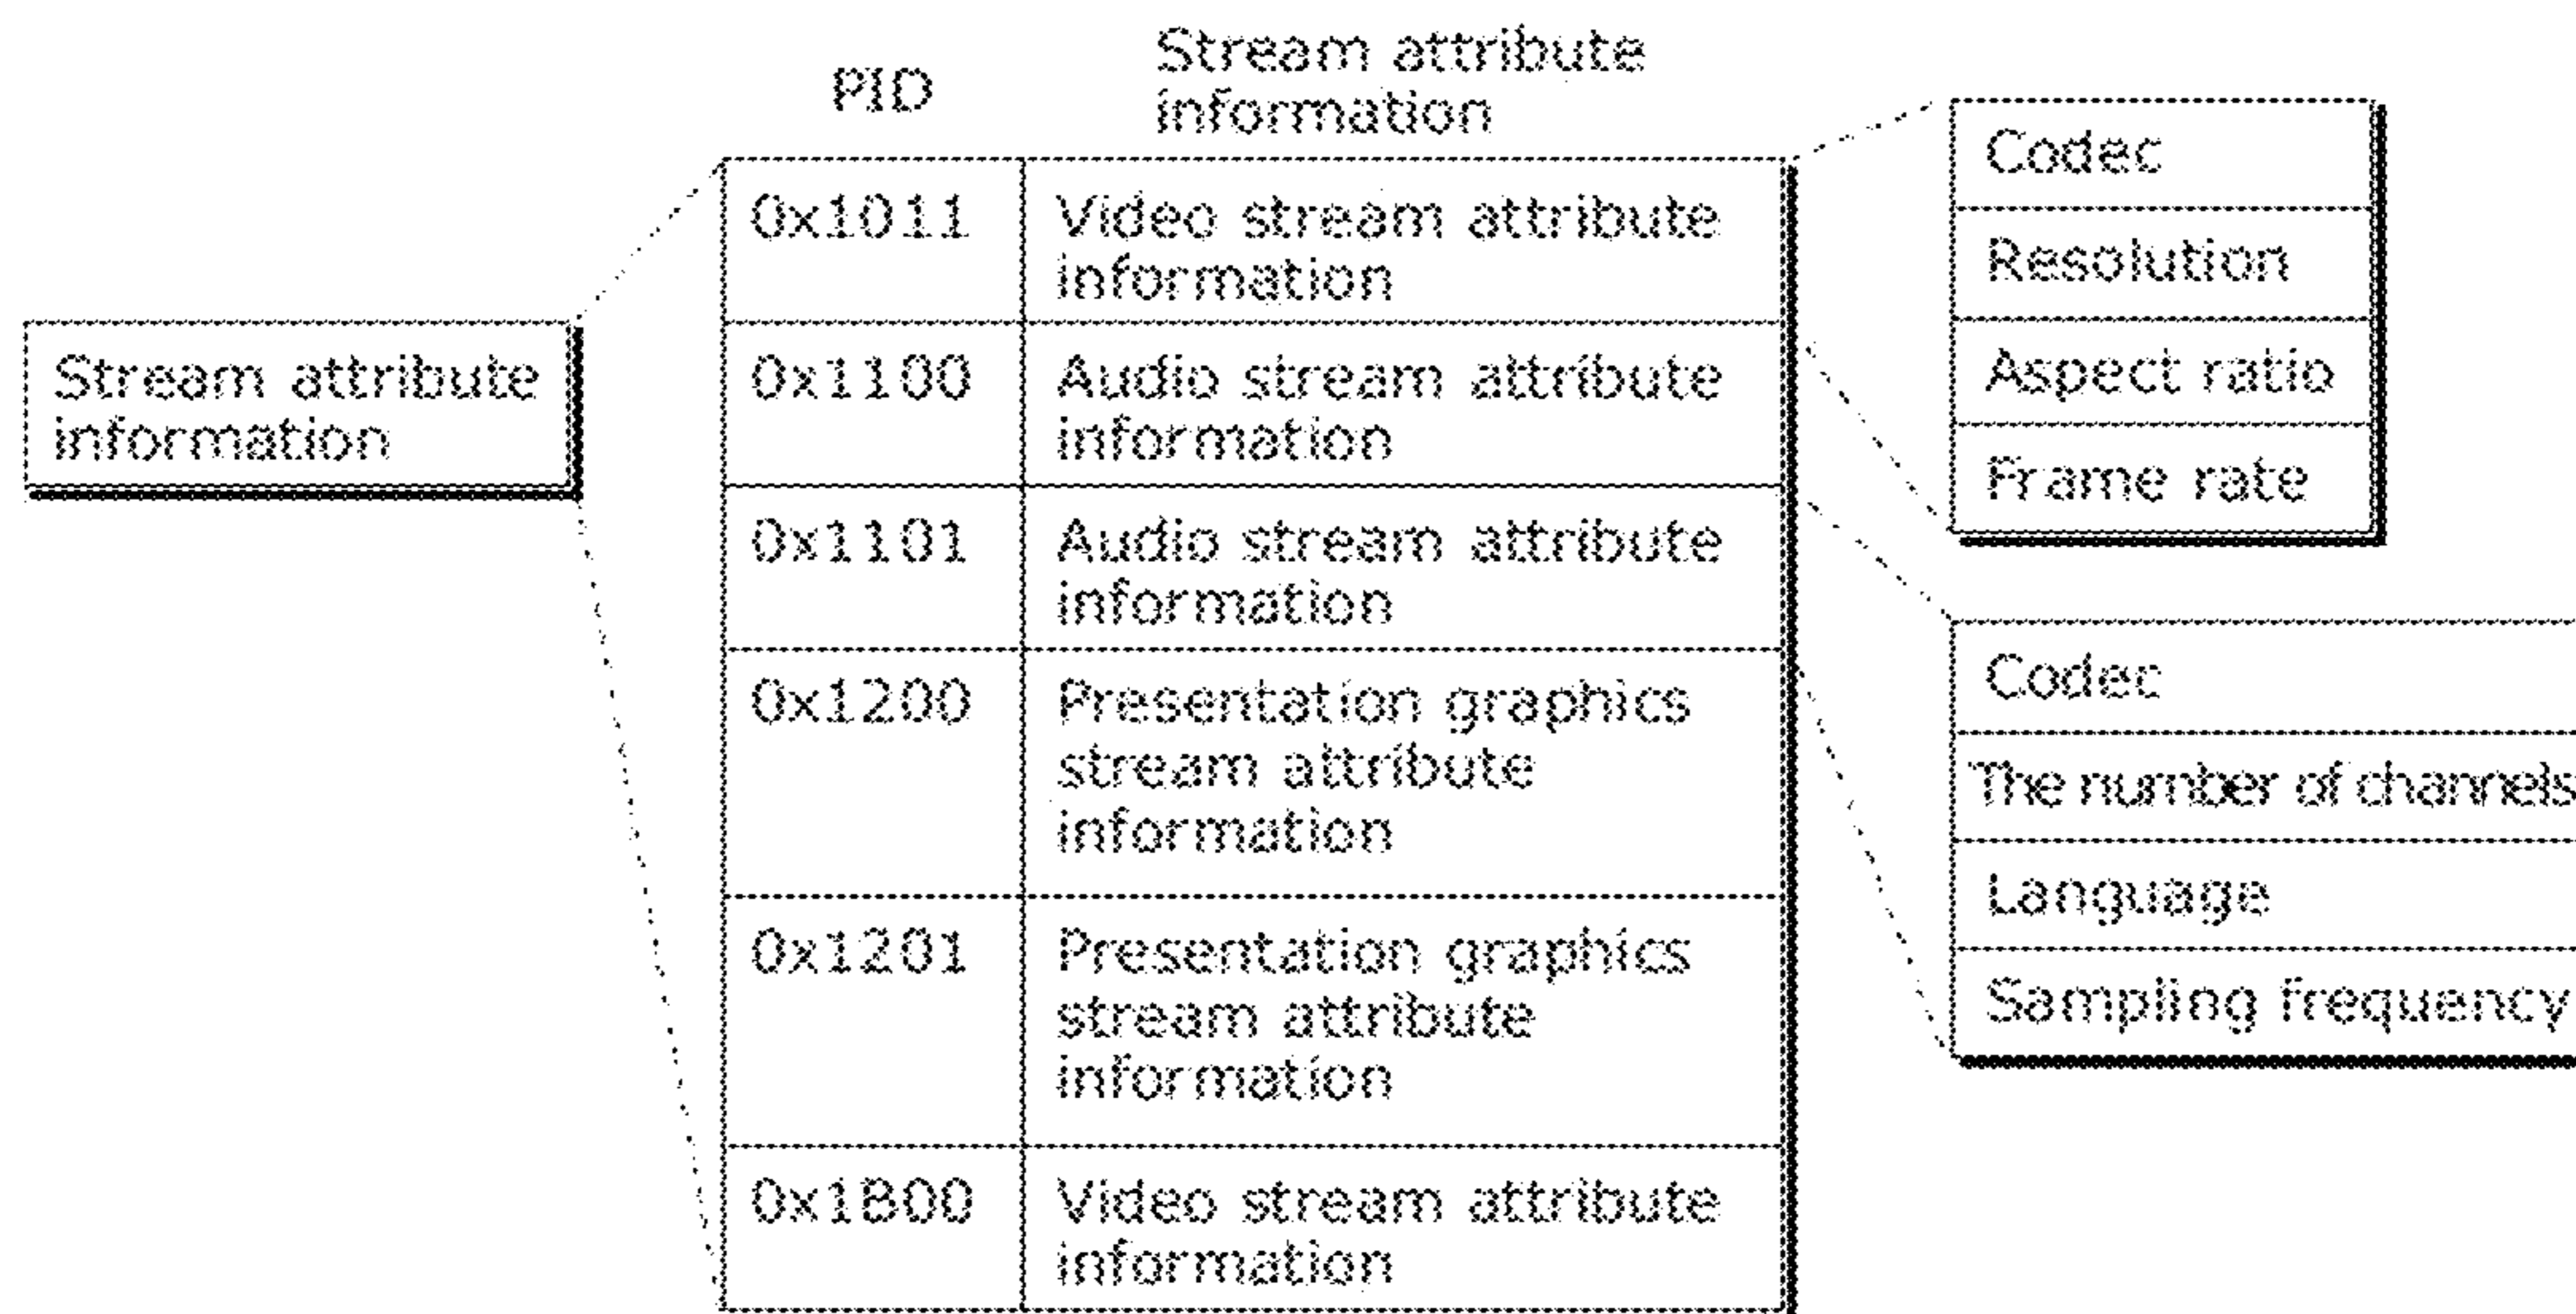 PID
Stream attribute
information
Stream attribute
information
0x1011
Video stream attribute
information
0x1100
Audio stream attribute
information
0x1101
Audio stream attribute
information
0x1200
Presentation graphics
stream attribute
information
0x1201
Presentation graphics
stream attribute
information
0x1B00
Video stream attribute
information
Codec
Resolution
Aspect ratio
Frame rate
Codec
The number of channels
Language
Sampling frequency